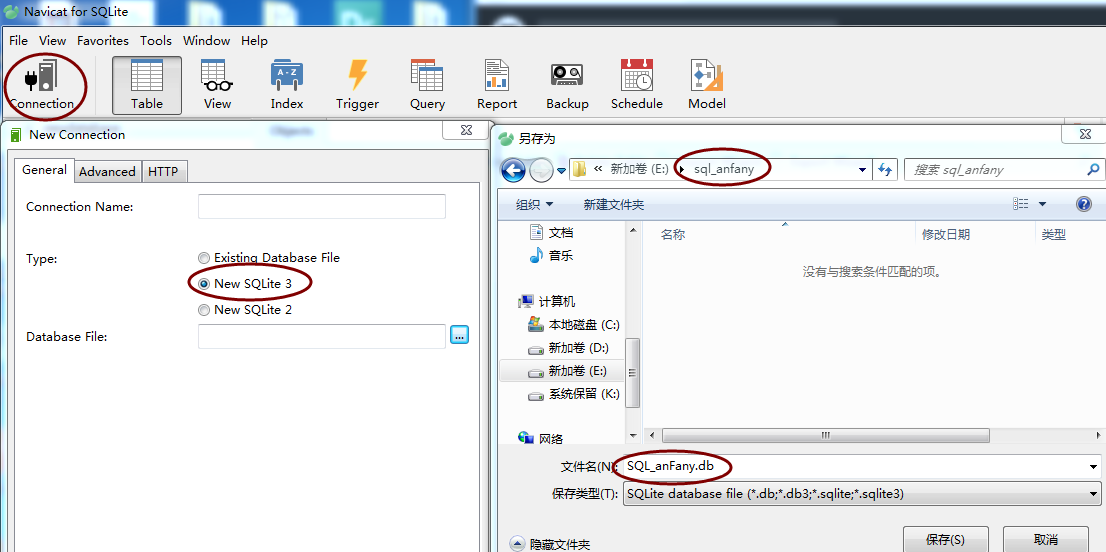 Navicat for SQLite
File View Favorites Tools Window Help
Connection Table View Index Trigger Query Report Backup Schedule Model
New Connection
General Advanced HTTP
Connection Name:
Type:
Existing Database File
New SQLite 3
New SQLite 2
Database File:
...
另存为
« 新加卷 (E:) sql_anfany
搜索 sql_anfany
组织 新建文件夹
名称 修改日期 类型
没有与搜索条件匹配的项。
文档
音乐
计算机
本地磁盘 (C:)
新加卷 (D:)
新加卷 (E:)
系统保留 (K:)
网络
文件名(N): SQL_anFany.db
保存类型(T): SQLite database file (*.db;*.db3;*.sqlite;*.sqlite3)
隐藏文件夹
保存(S) 取消